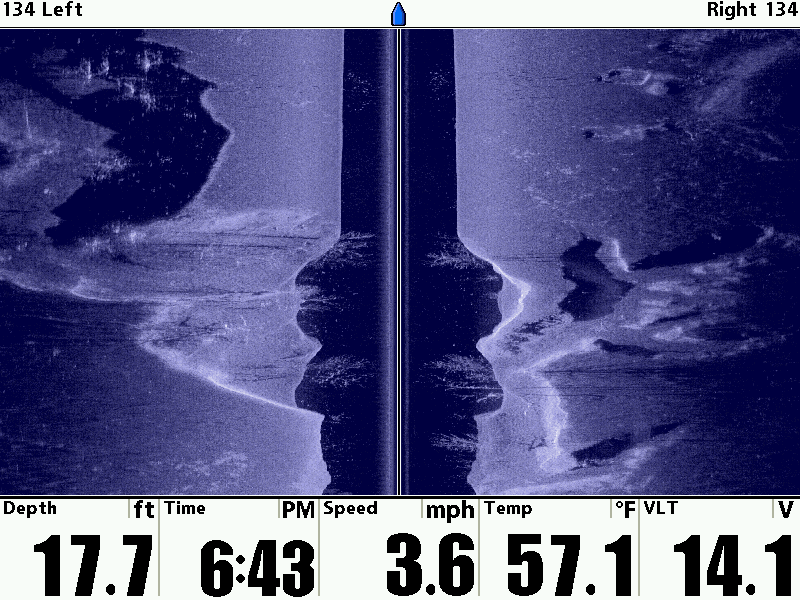 134 Left Right 134
Depth ft Time PM Speed mph Temp °F VLT V
17.7 6:43 3.6 57.1 14.1